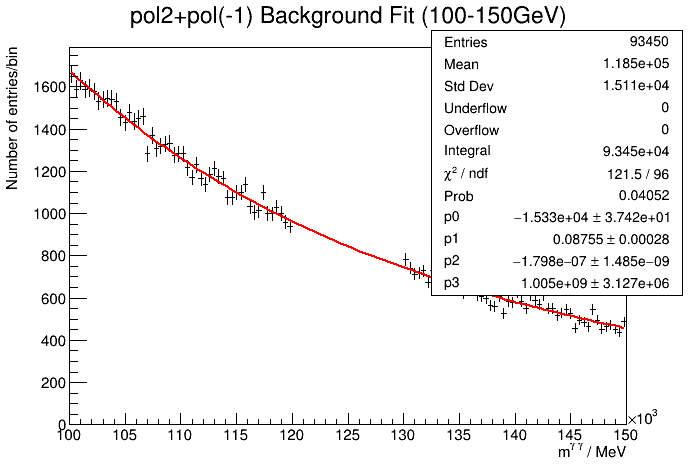 pol2+pol(-1) Background Fit (100-150GeV)
Number of entries/bin
Entries 93450
Mean 1.185e+05
Std Dev 1.511e+04
Underflow 0
Overflow 0
Integral 9.345e+04
χ² / ndf 121.5 / 96
Prob 0.04052
p0 −1.533e+04 ± 3.742e+01
p1 0.08755 ± 0.00028
p2 −1.798e−07 ± 1.485e−09
p3 1.005e+09 ± 3.127e+06
1600
1400
1200
1000
800
600
400
200
0
100 105 110 115 120 125 130 135 140 145 150
×10³
m^γγ / MeV